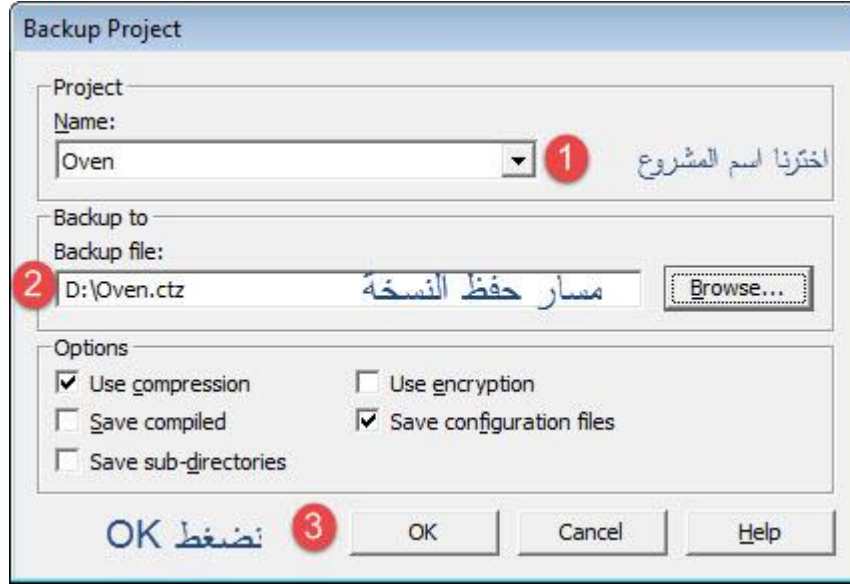 Backup Project
Project
Name:
Oven
1
اخترنا اسم المشروع
Backup to
Backup file:
2
D:\Oven.ctz
مسار حفظ النسخة
Browse...
Options
Use compression
Use encryption
Save compiled
Save configuration files
Save sub-directories
نضغط OK
3
OK
Cancel
Help